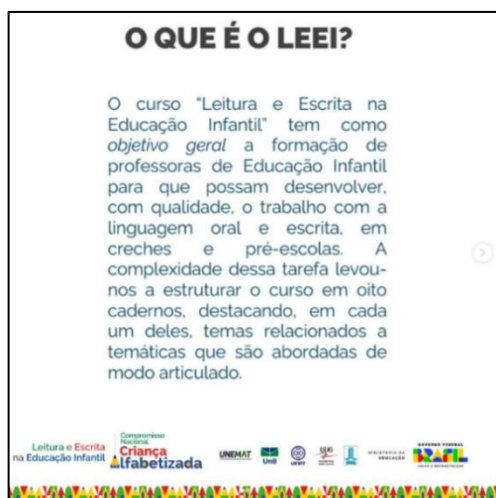 O QUE É O LEEI?
O curso "Leitura e Escrita na
Educação Infantil" tem como
objetivo geral a formação de
professoras de Educação Infantil
para que possam desenvolver,
com qualidade, o trabalho com a
linguagem oral e escrita, em
creches e pré-escolas. A
complexidade dessa tarefa levou-
nos a estruturar o curso em oito
cadernos, destacando, em cada
um deles, temas relacionados a
temáticas que são abordadas de
modo articulado.
Leitura e Escrita
na Educação Infantil
Compromisso
Nacional
Criança
Alfabetizada
UNEMAT
UnB
UFMT
MINISTÉRIO DA
EDUCAÇÃO
GOVERNO FEDERAL
BRASIL
UNIÃO E RECONSTRUÇÃO